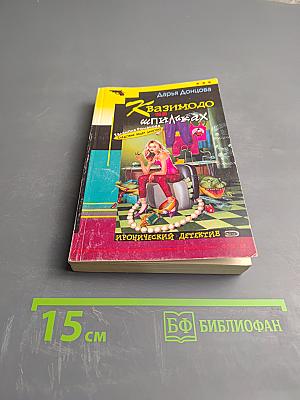 Дарья Донцова
Квазимодо
на
шпильках
ИРОНИЧЕСКИЙ ДЕТЕКТИВ
15 см
БФ БИБЛИОФАН